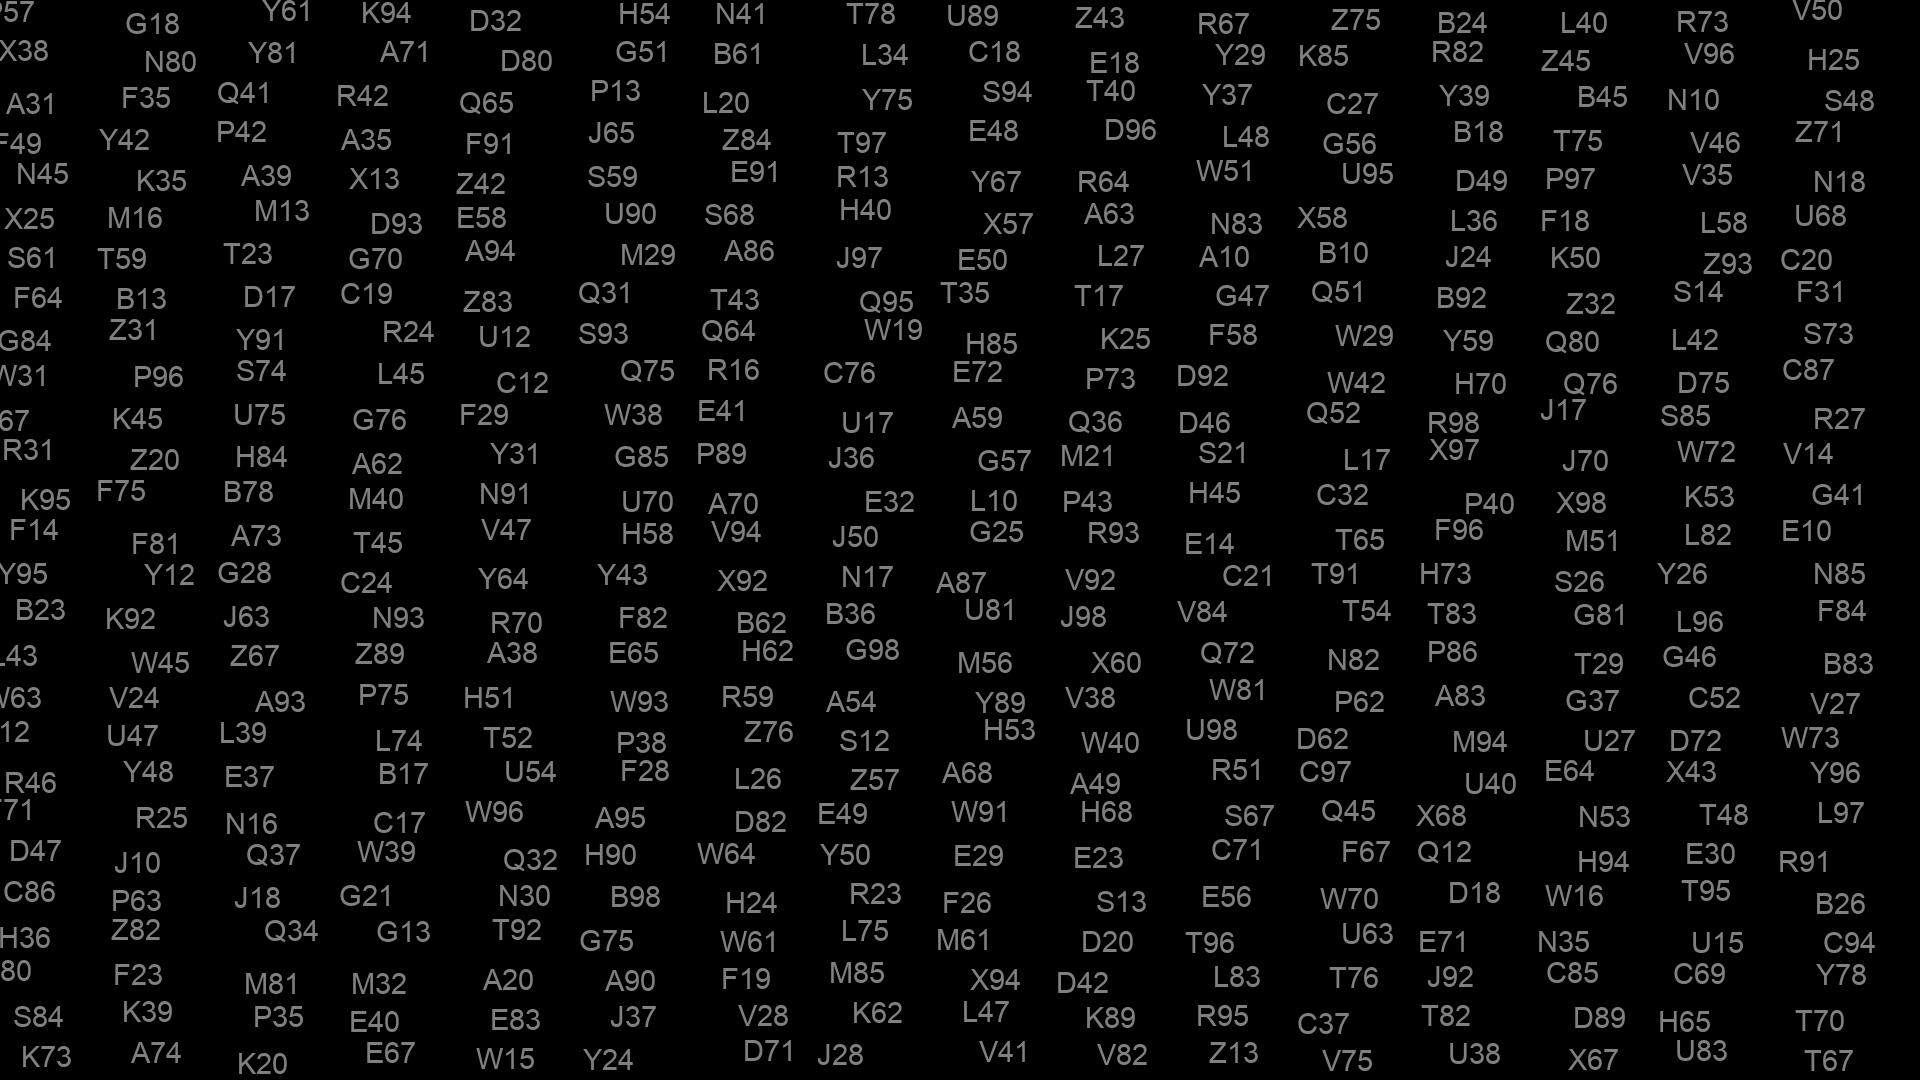 G18 Y61 K94 D32 H54 N41 T78 U89 Z43 R67 Z75 B24 L40 R73 V50
X38 N80 Y81 A71 D80 G51 B61 L34 C18 E18 Y29 K85 R82 Z45 V96 H25
A31 F35 Q41 R42 Q65 P13 L20 Y75 S94 T40 Y37 C27 Y39 B45 N10 S48
F49 Y42 P42 A35 F91 J65 Z84 T97 E48 D96 L48 G56 B18 T75 V46 Z71
N45 K35 A39 X13 Z42 S59 E91 R13 Y67 R64 W51 U95 D49 P97 V35 N18
X25 M16 M13 D93 E58 U90 S68 H40 X57 A63 N83 X58 L36 F18 L58 U68
S61 T59 T23 G70 A94 M29 A86 J97 E50 L27 A10 B10 J24 K50 Z93 C20
F64 B13 D17 C19 Z83 Q31 T43 Q95 T35 T17 G47 Q51 B92 Z32 S14 F31
G84 Z31 Y91 R24 U12 S93 Q64 W19 H85 K25 F58 W29 Y59 Q80 L42 S73
W31 P96 S74 L45 C12 Q75 R16 C76 E72 P73 D92 W42 H70 Q76 D75 C87
67 K45 U75 G76 F29 W38 E41 U17 A59 Q36 D46 Q52 R98 J17 S85 R27
R31 Z20 H84 A62 Y31 G85 P89 J36 G57 M21 S21 L17 X97 J70 W72 V14
K95 F75 B78 M40 N91 U70 A70 E32 L10 P43 H45 C32 P40 X98 K53 G41
F14 F81 A73 T45 V47 H58 V94 J50 G25 R93 E14 T65 F96 M51 L82 E10
Y95 Y12 G28 C24 Y64 Y43 X92 N17 A87 V92 C21 T91 H73 S26 Y26 N85
B23 K92 J63 N93 R70 F82 B62 B36 U81 J98 V84 T54 T83 G81 L96 F84
L43 W45 Z67 Z89 A38 E65 H62 G98 M56 X60 Q72 N82 P86 T29 G46 B83
W63 V24 A93 P75 H51 W93 R59 A54 Y89 V38 W81 P62 A83 G37 C52 V27
12 U47 L39 L74 T52 P38 Z76 S12 H53 W40 U98 D62 M94 U27 D72 W73
R46 Y48 E37 B17 U54 F28 L26 Z57 A68 A49 R51 C97 U40 E64 X43 Y96
71 R25 N16 C17 W96 A95 D82 E49 W91 H68 S67 Q45 X68 N53 T48 L97
D47 J10 Q37 W39 Q32 H90 W64 Y50 E29 E23 C71 F67 Q12 H94 E30 R91
C86 P63 J18 G21 N30 B98 H24 R23 F26 S13 E56 W70 D18 W16 T95 B26
H36 Z82 Q34 G13 T92 G75 W61 L75 M61 D20 T96 U63 E71 N35 U15 C94
80 F23 M81 M32 A20 A90 F19 M85 X94 D42 L83 T76 J92 C85 C69 Y78
S84 K39 P35 E40 E83 J37 V28 K62 L47 K89 R95 C37 T82 D89 H65 T70
K73 A74 K20 E67 W15 Y24 D71 J28 V41 V82 Z13 V75 U38 X67 U83 T67